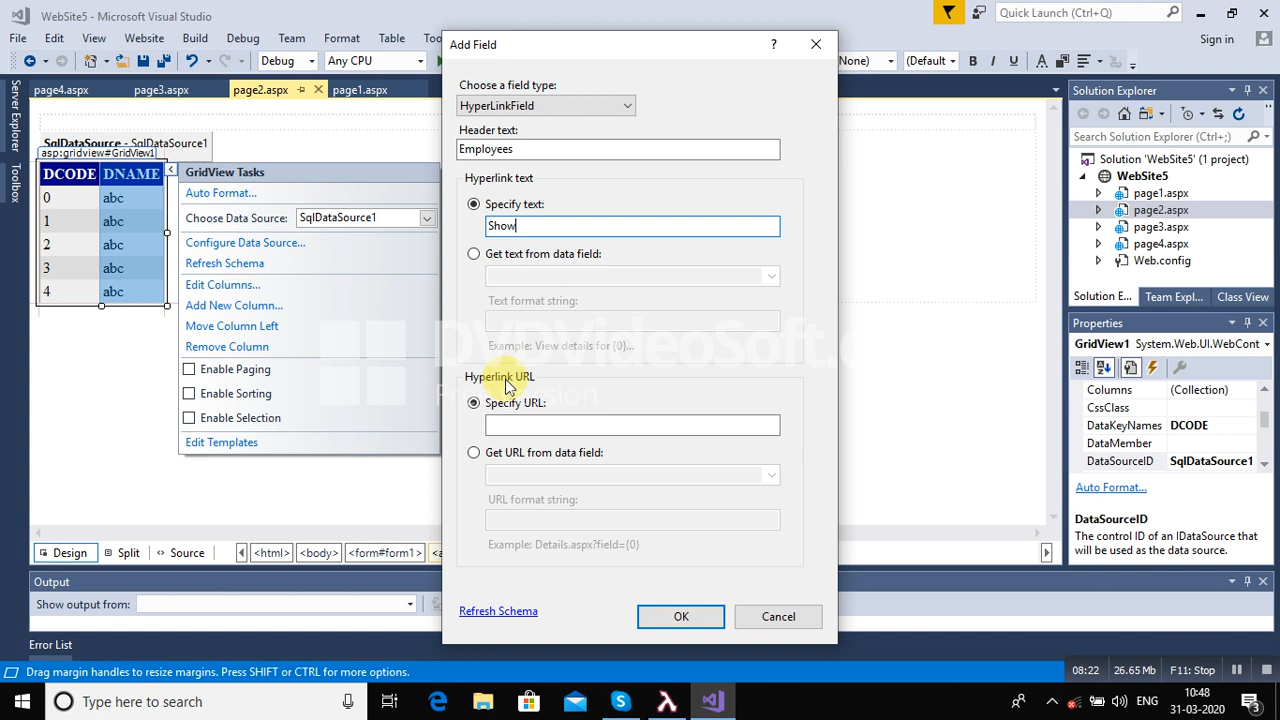 WebSite5 - Microsoft Visual Studio
Quick Launch (Ctrl+Q)
File Edit View Website Build Debug Team Format Table
Sign in
Debug Any CPU None) (Default B I U
page4.aspx page3.aspx page2.aspx page1.aspx
Server Explorer
Toolbox
SqlDataSource - SqlDataSource1
asp:gridview#GridView1
DCODE DNAME
0 abc
1 abc
2 abc
3 abc
4 abc
GridView Tasks
Auto Format...
Choose Data Source: SqlDataSource1
Configure Data Source...
Refresh Schema
Edit Columns...
Add New Column...
Move Column Left
Remove Column
Enable Paging
Enable Sorting
Enable Selection
Edit Templates
Add Field
?
Choose a field type:
HyperLinkField
Header text:
Employees
Hyperlink text
Specify text:
Show
Get text from data field:
Text format string:
Example: View details for {0}...
Hyperlink URL
Specify URL:
Get URL from data field:
URL format string:
Example: Details.aspx?field={0}
Refresh Schema
OK Cancel
DVDVideoSoft.c
Free Version
Solution Explorer
Search Solution Explorer (Ctrl+;)
Solution 'WebSite5' (1 project)
WebSite5
page1.aspx
page2.aspx
page3.aspx
page4.aspx
Web.config
Solution E... Team Expl... Class View
Properties
GridView1 System.Web.UI.WebCont
Columns (Collection)
CssClass
DataKeyNames DCODE
DataMember
DataSourceID SqlDataSource1
Auto Format...
DataSourceID
The control ID of an IDataSource that
will be used as the data source.
Design Split Source <html> <body> <form#form1> <a
Output
Show output from:
Error List
Drag margin handles to resize margins. Press SHIFT or CTRL for more options.
08:22 26.65 Mb F11: Stop
Type here to search
ENG
10:48
31-03-2020
3